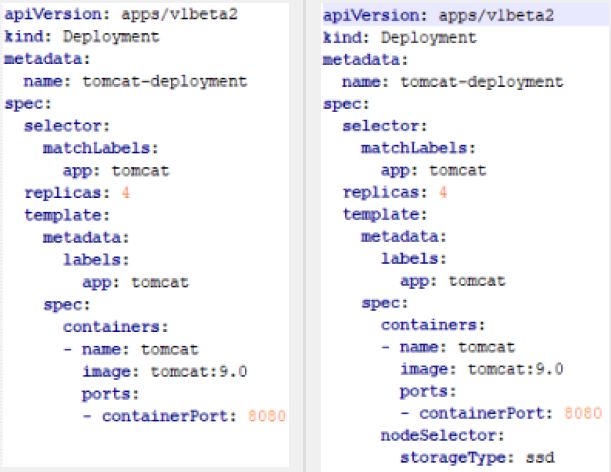 apiVersion: apps/v1beta2
kind: Deployment
metadata:
  name: tomcat-deployment
spec:
  selector:
    matchLabels:
      app: tomcat
  replicas: 4
  template:
    metadata:
      labels:
        app: tomcat
    spec:
      containers:
      - name: tomcat
        image: tomcat:9.0
        ports:
        - containerPort: 8080
apiVersion: apps/v1beta2
kind: Deployment
metadata:
  name: tomcat-deployment
spec:
  selector:
    matchLabels:
      app: tomcat
  replicas: 4
  template:
    metadata:
      labels:
        app: tomcat
    spec:
      containers:
      - name: tomcat
        image: tomcat:9.0
        ports:
        - containerPort: 8080
      nodeSelector:
        storageType: ssd